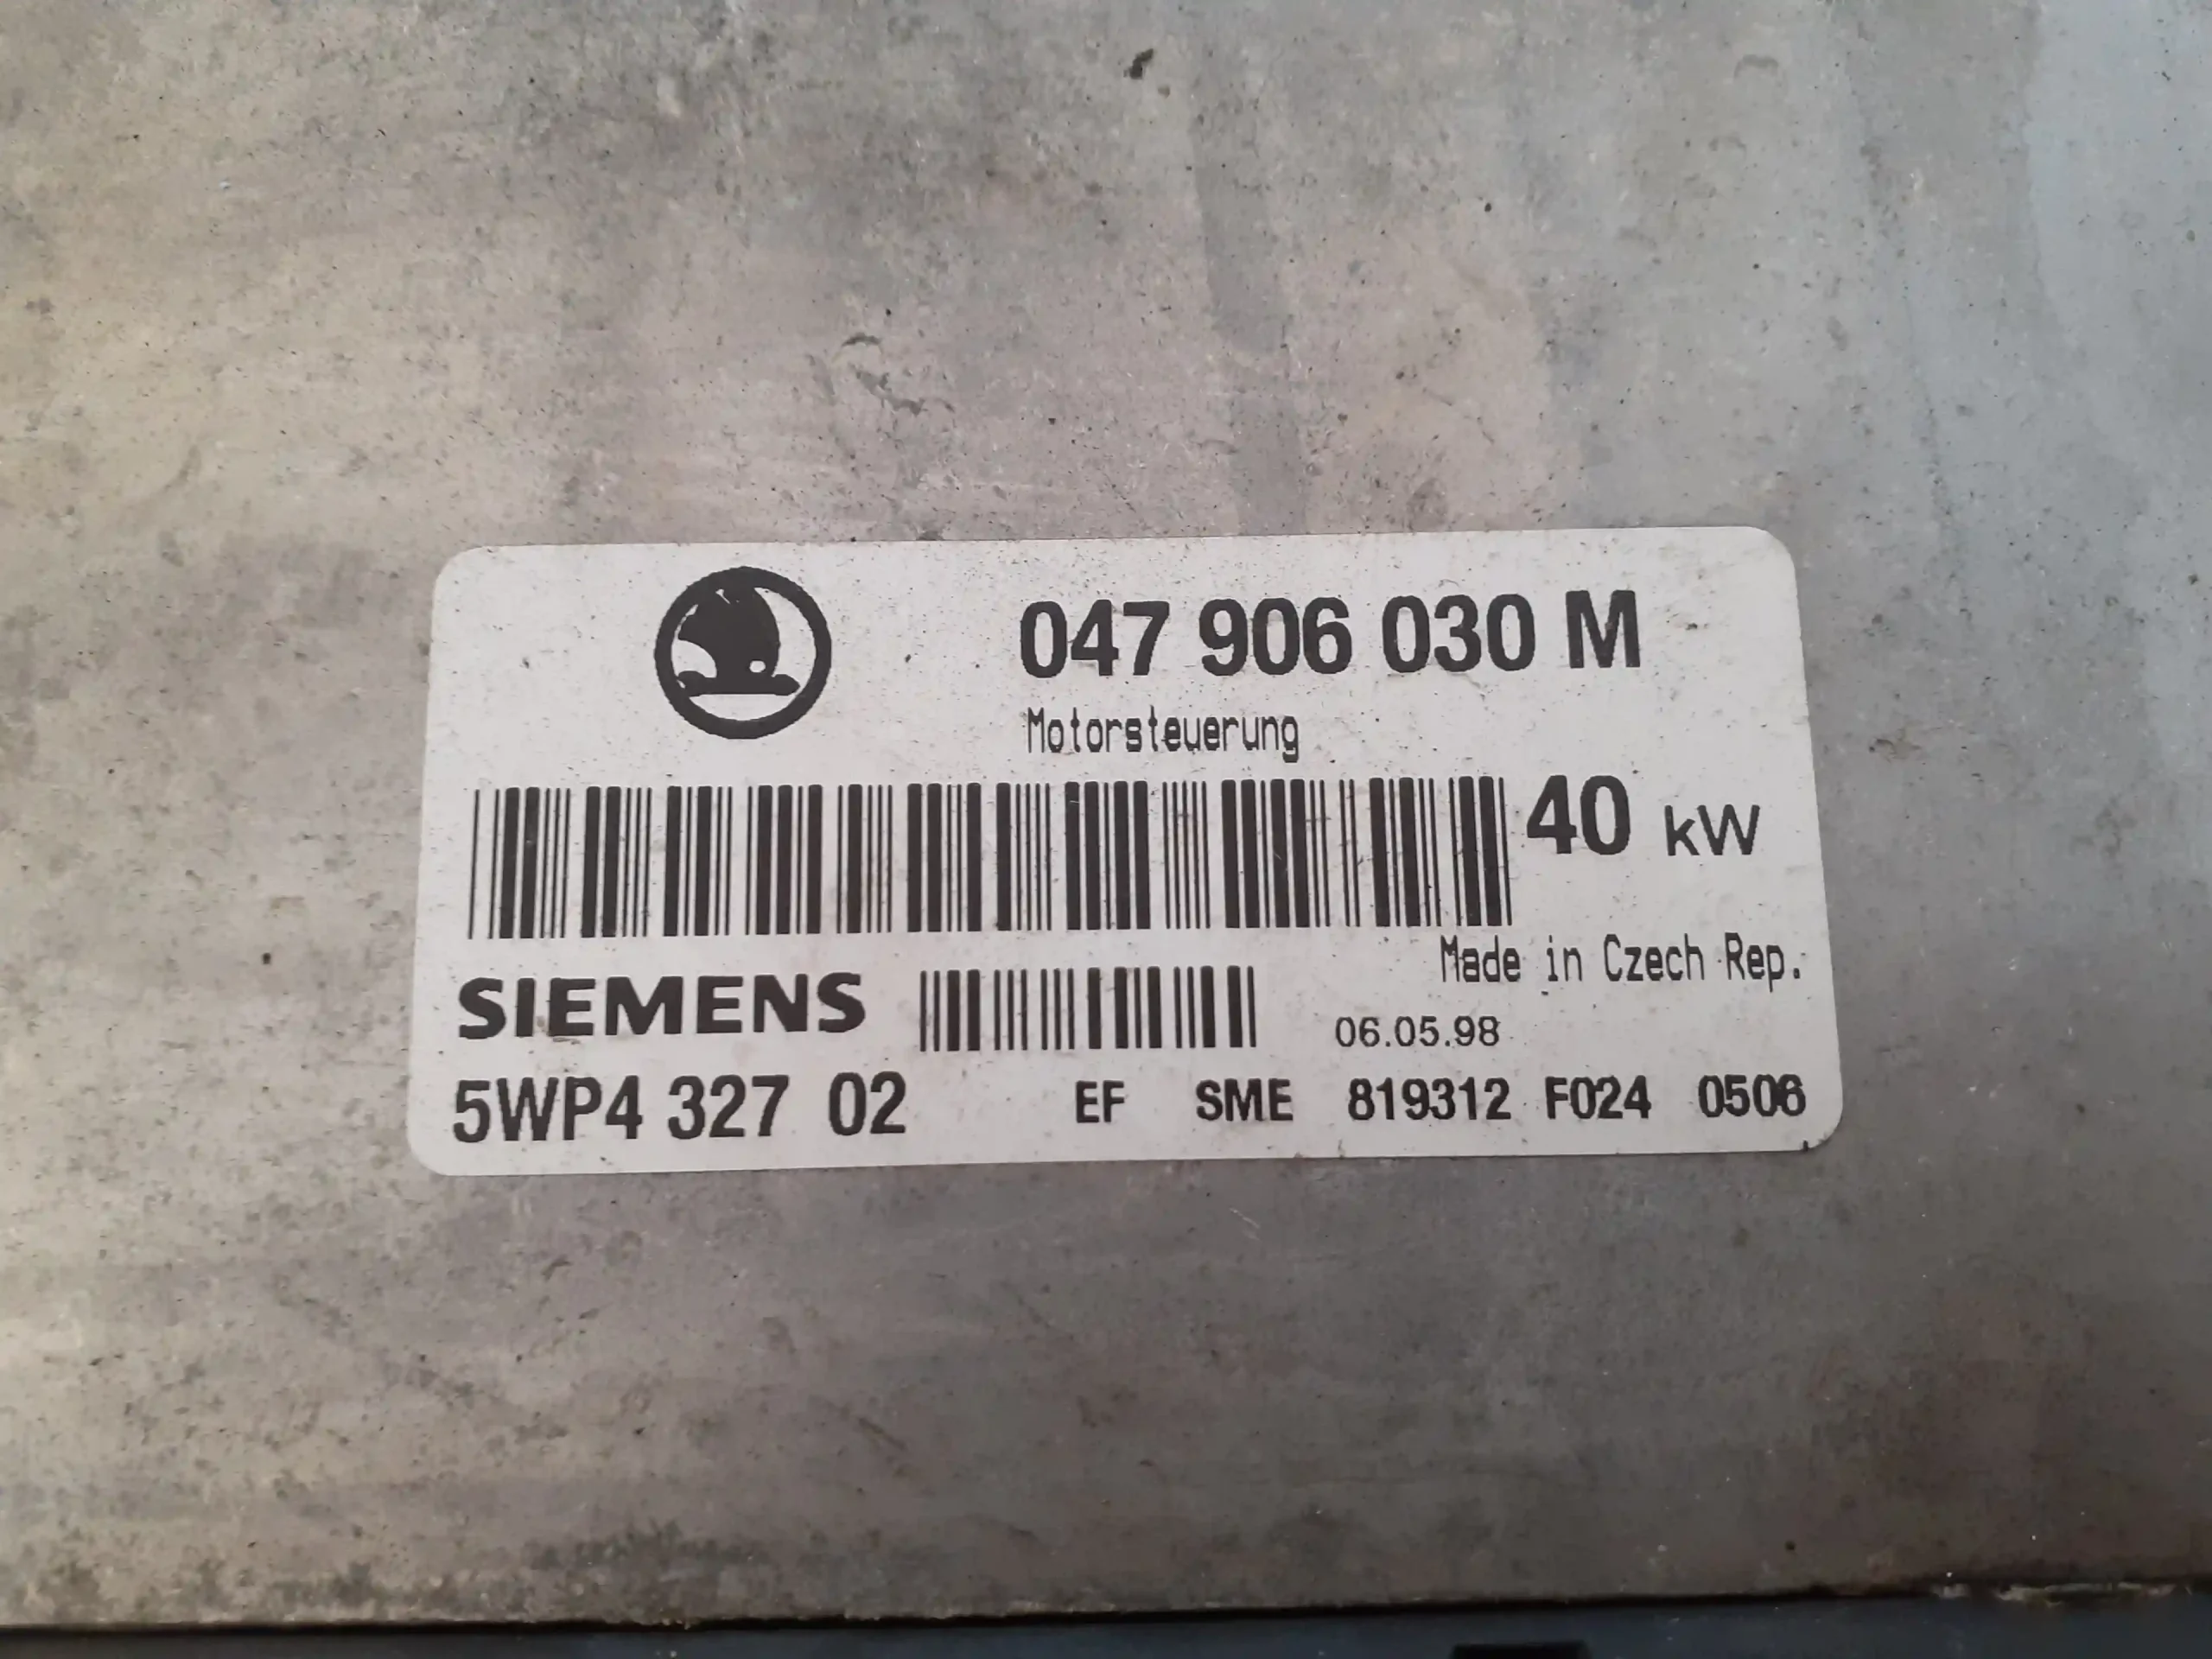 047 906 030 M
Motorsteuerung
40 kW
Made in Czech Rep.
SIEMENS
06.05.98
5WP4 327 02 EF SME 819312 F024 0506